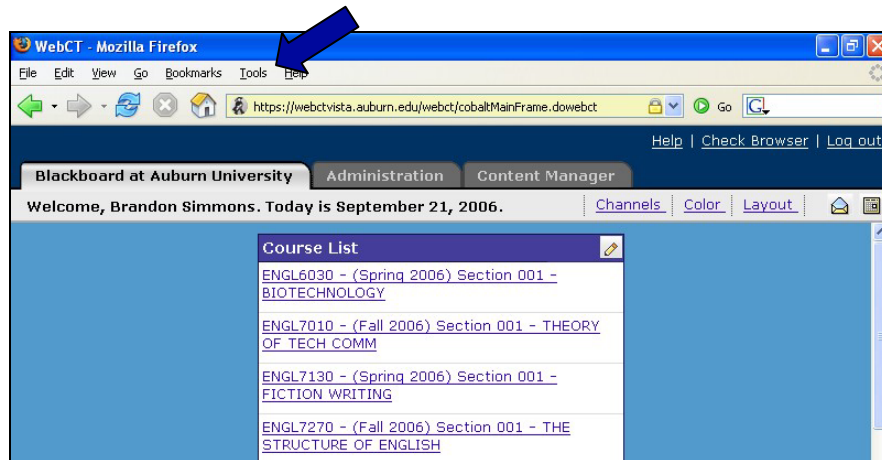 WebCT - Mozilla Firefox
File Edit View Go Bookmarks Tools Help
https://webctvista.auburn.edu/webct/cobaltMainFrame.dowebct Go G
Help | Check Browser | Log out
Blackboard at Auburn University Administration Content Manager
Welcome, Brandon Simmons. Today is September 21, 2006. Channels Color Layout
Course List
ENGL6030 - (Spring 2006) Section 001 -
BIOTECHNOLOGY
ENGL7010 - (Fall 2006) Section 001 - THEORY
OF TECH COMM
ENGL7130 - (Spring 2006) Section 001 -
FICTION WRITING
ENGL7270 - (Fall 2006) Section 001 - THE
STRUCTURE OF ENGLISH